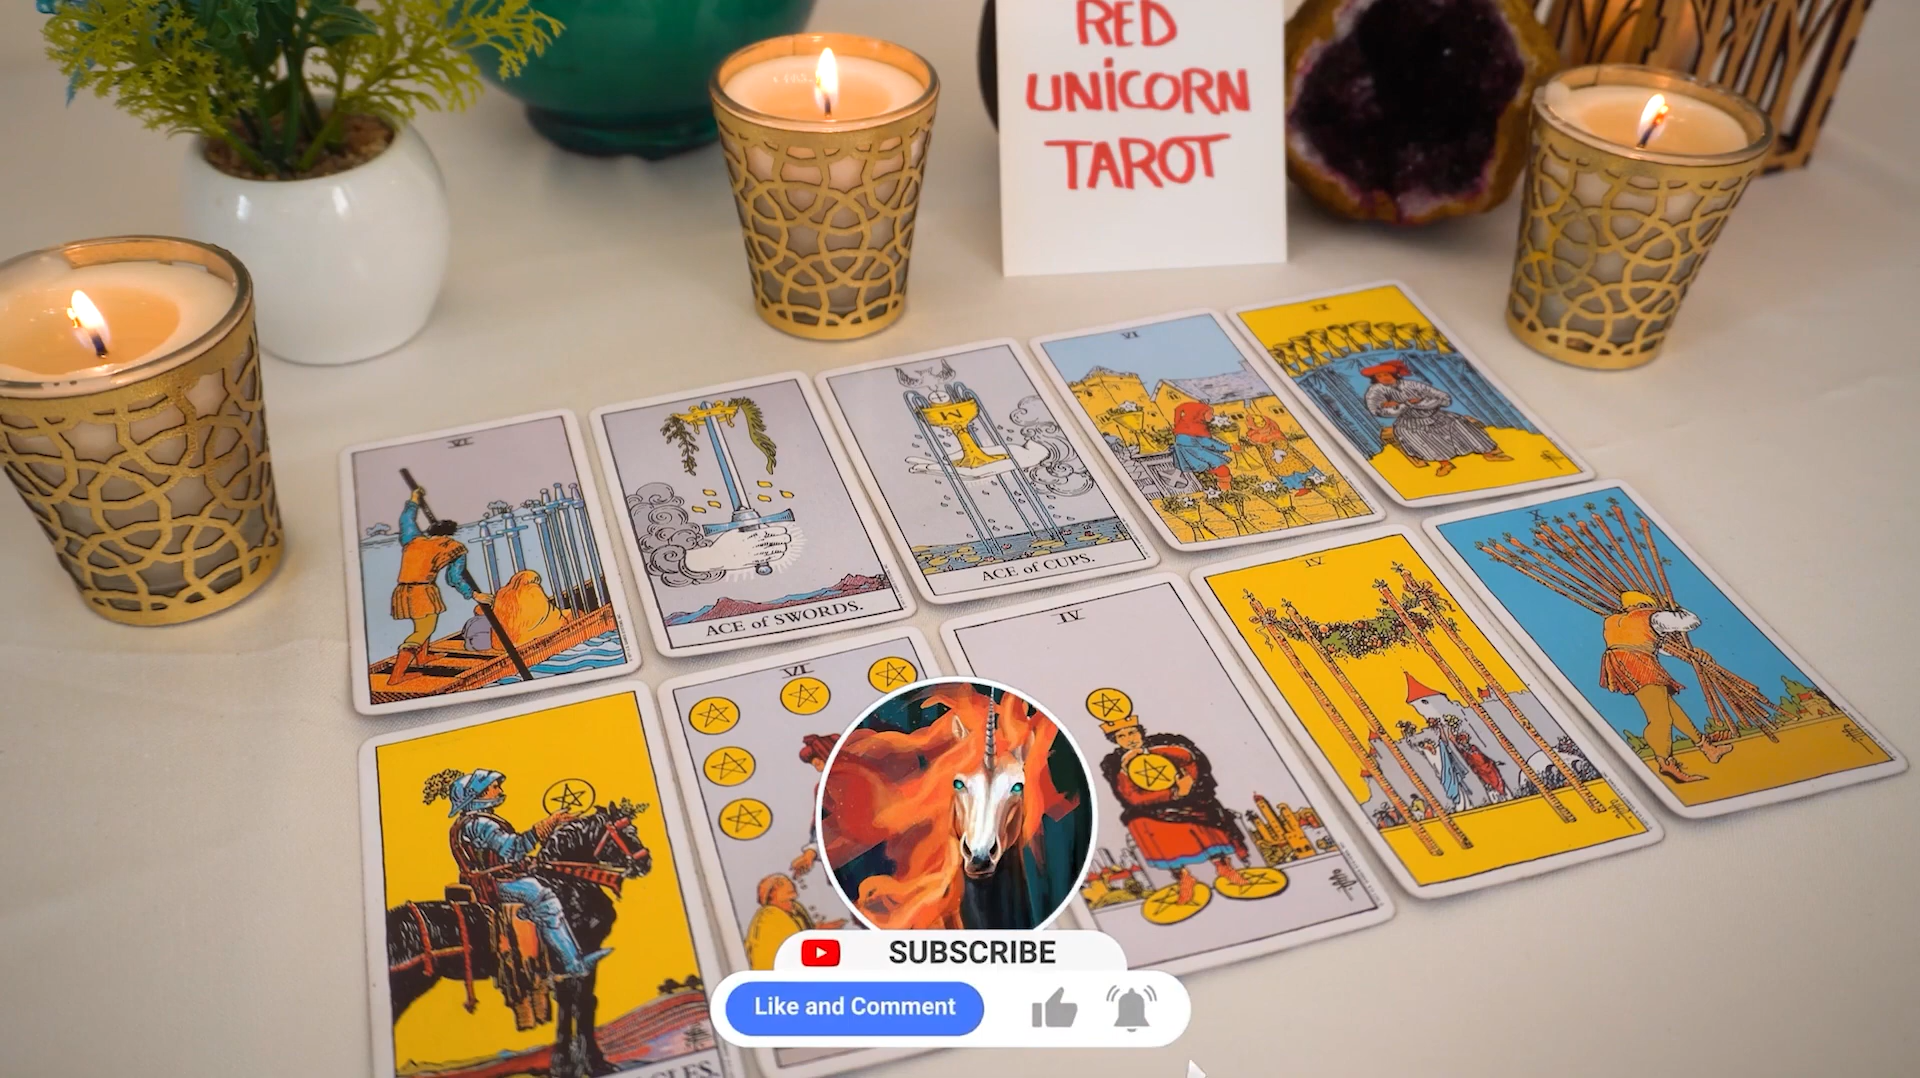 RED
UNICORN
TAROT
IX
VI
VI
ACE of CUPS.
ACE of SWORDS.
X
IV
IV
VI
SUBSCRIBE
Like and Comment